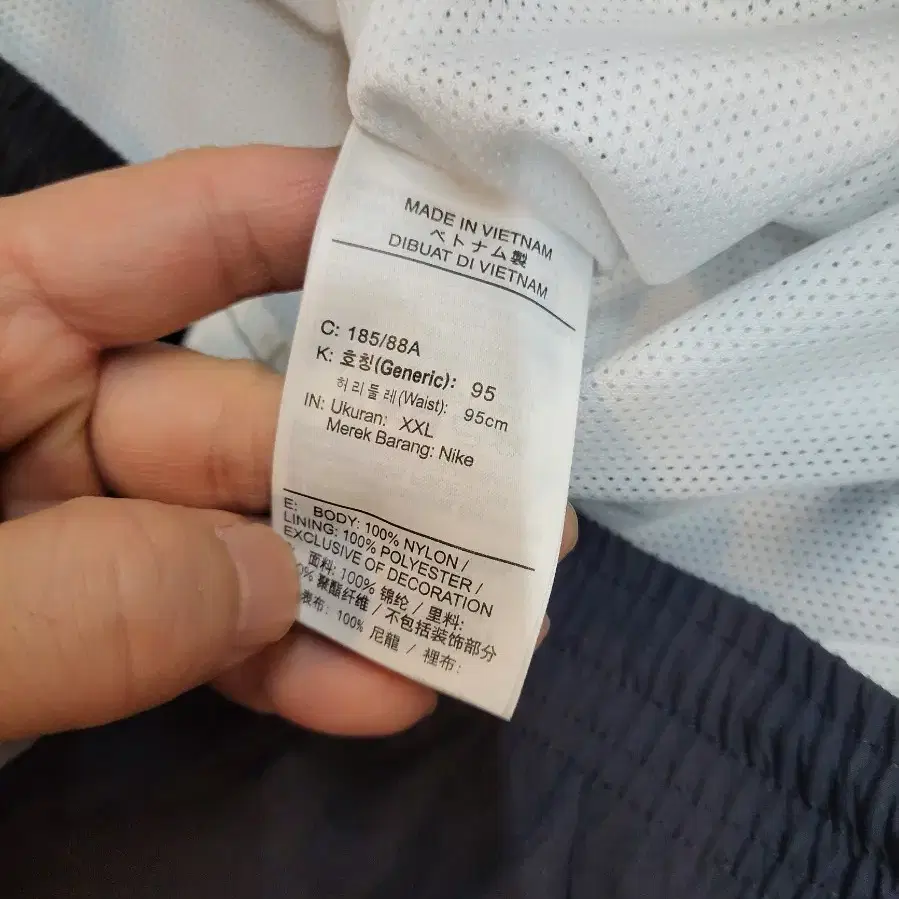 MADE IN VIETNAM
ベトナム製
DIBUAT DI VIETNAM
C: 185/88A
K: 호칭(Generic): 95
허리둘레(Waist): 95cm
IN: Ukuran: XXL
Merek Barang: Nike
E: BODY: 100% NYLON /
LINING: 100% POLYESTER /
EXCLUSIVE OF DECORATION
面料: 100% 锦纶 / 里料:
0% 聚酯纤维 / 不包括装饰部分
表布: 100% 尼龍 / 裡布: